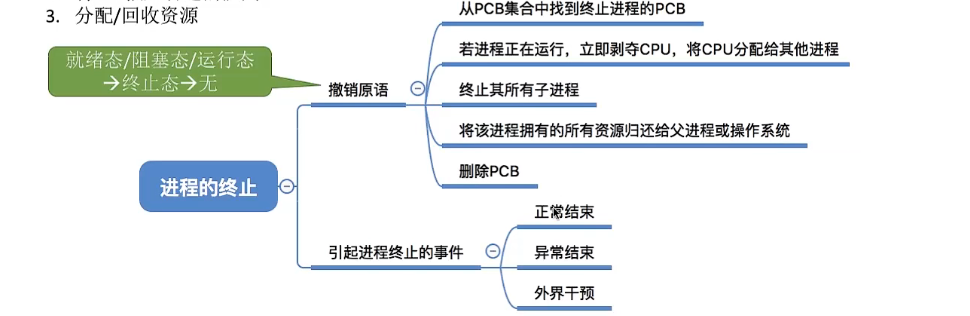 3. 分配/回收资源
从PCB集合中找到终止进程的PCB
若进程正在运行，立即剥夺CPU，将CPU分配给其他进程
就绪态/阻塞态/运行态
→终止态→无
撤销原语
终止其所有子进程
将该进程拥有的所有资源归还给父进程或操作系统
删除PCB
进程的终止
正常结束
引起进程终止的事件
异常结束
外界干预